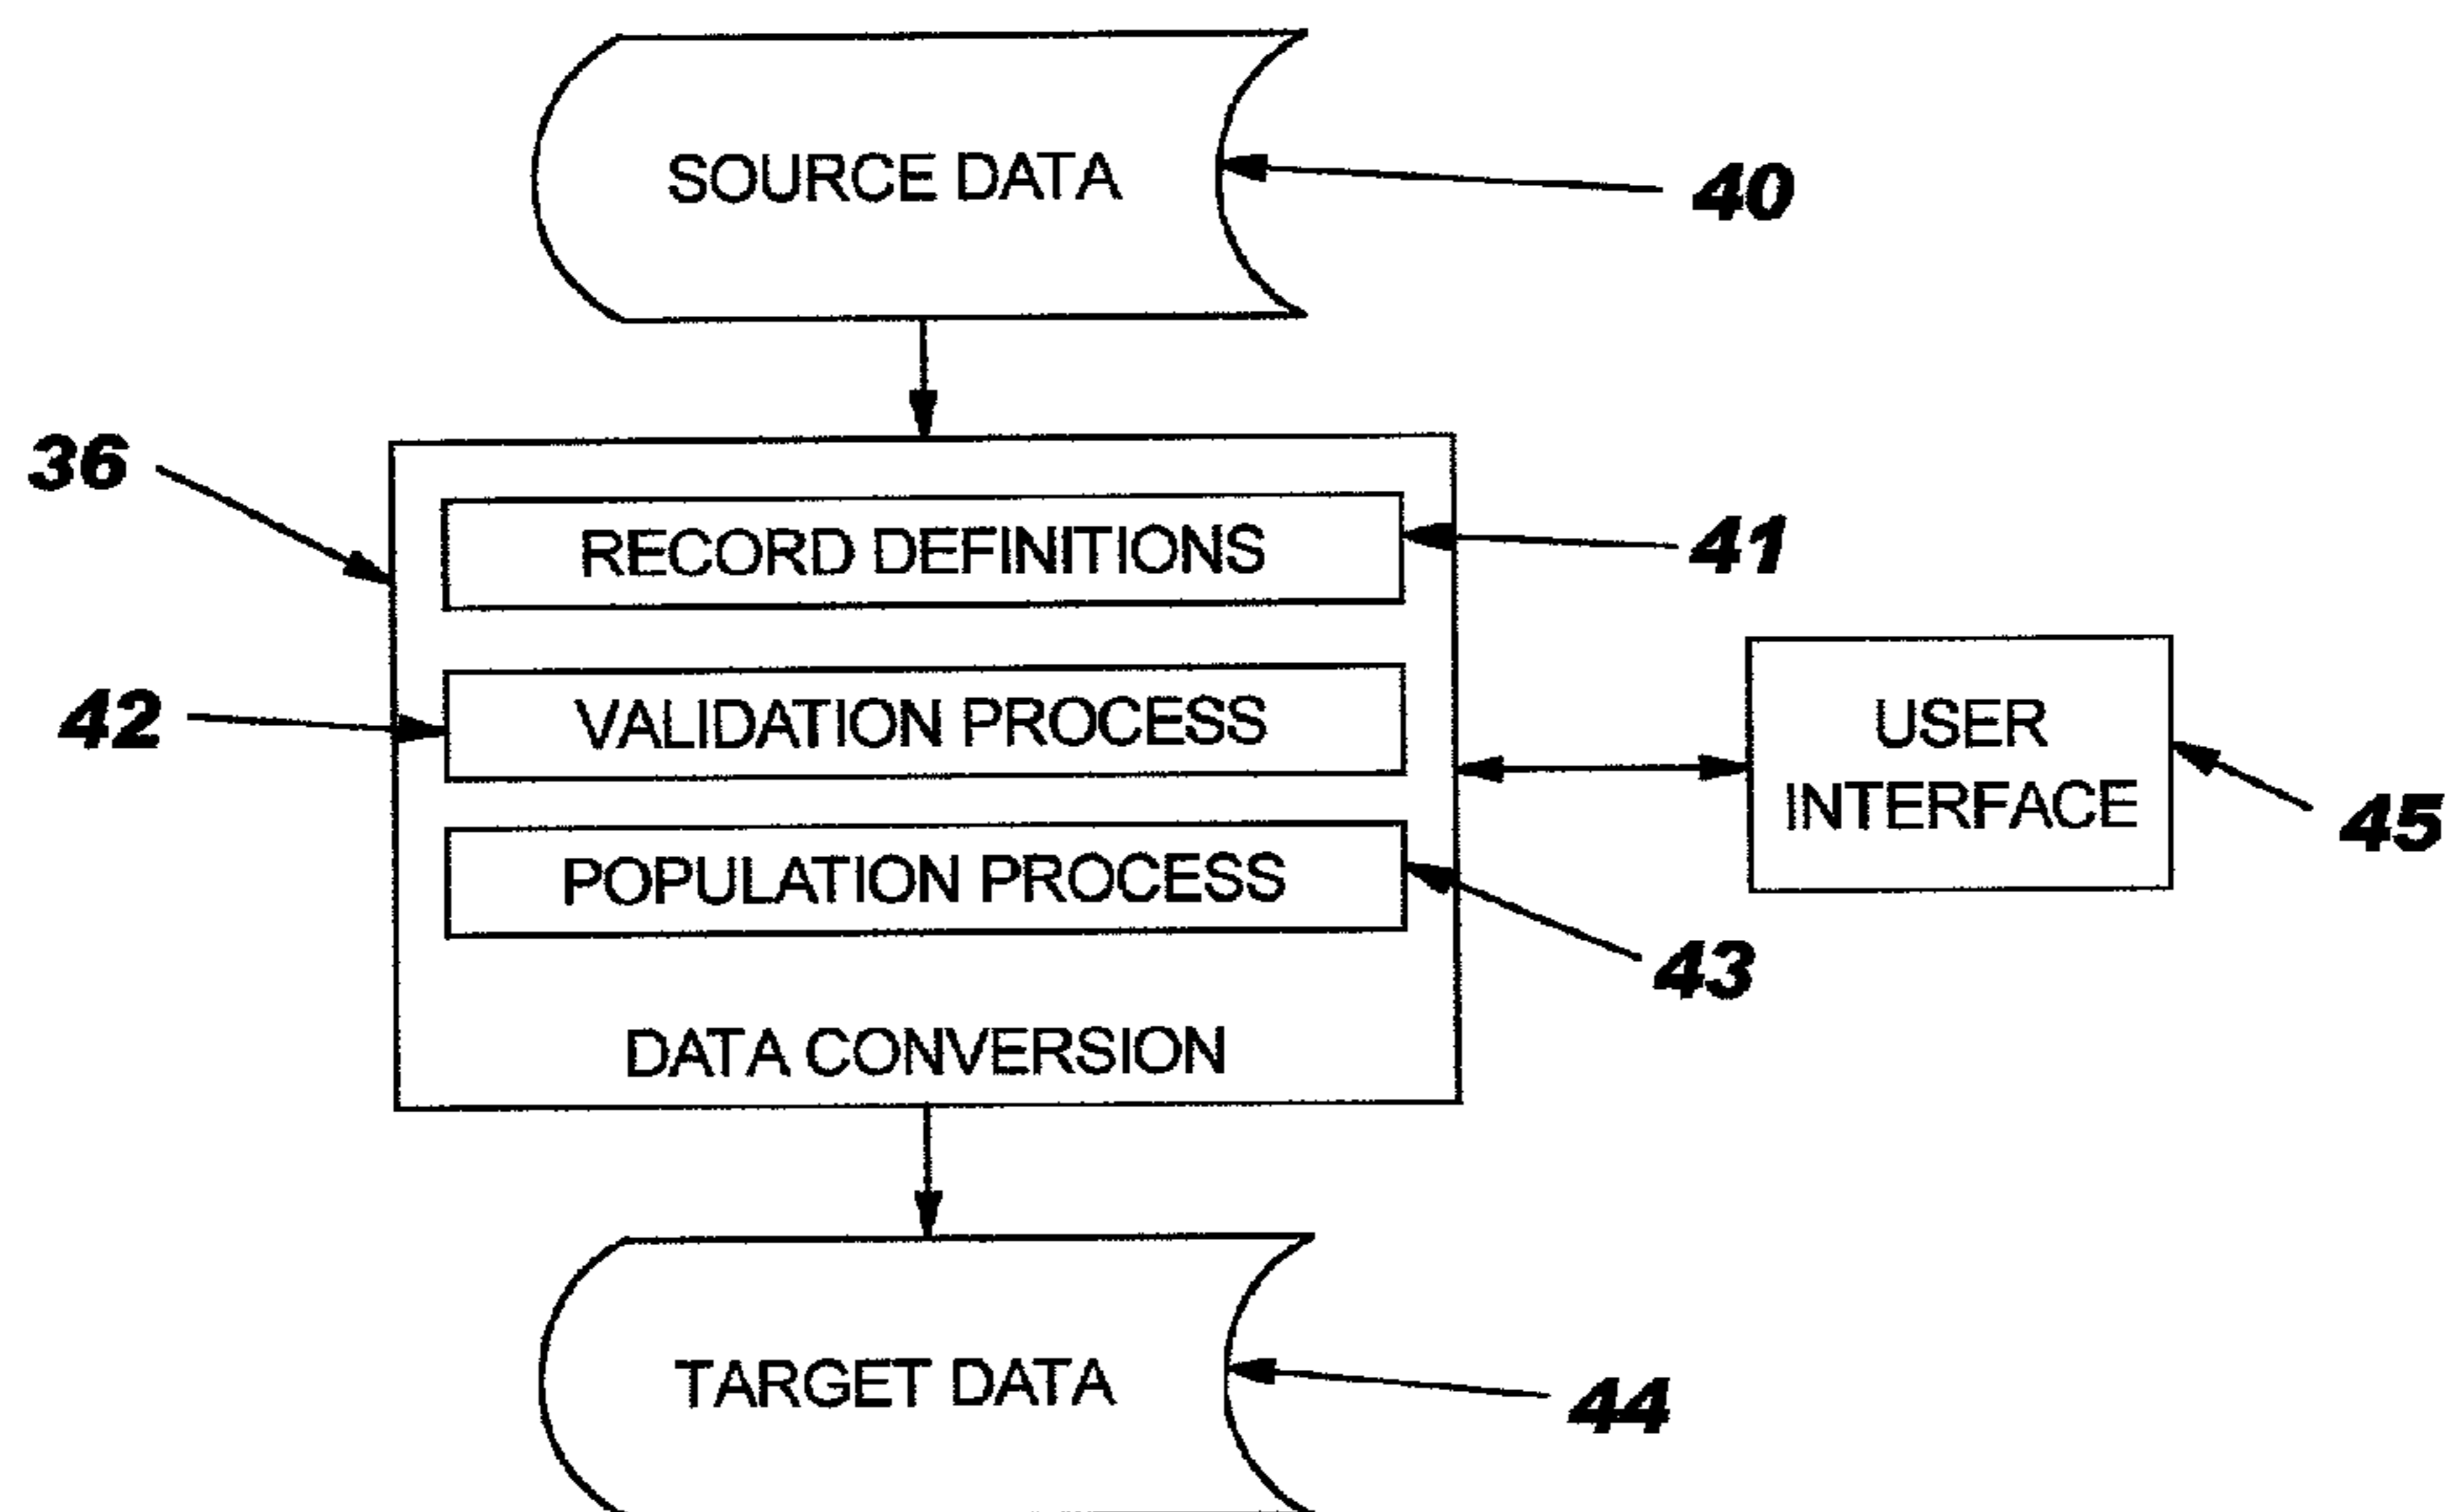 SOURCE DATA
40
36
RECORD DEFINITIONS
41
42
VALIDATION PROCESS
USER
INTERFACE
45
POPULATION PROCESS
43
DATA CONVERSION
TARGET DATA
44